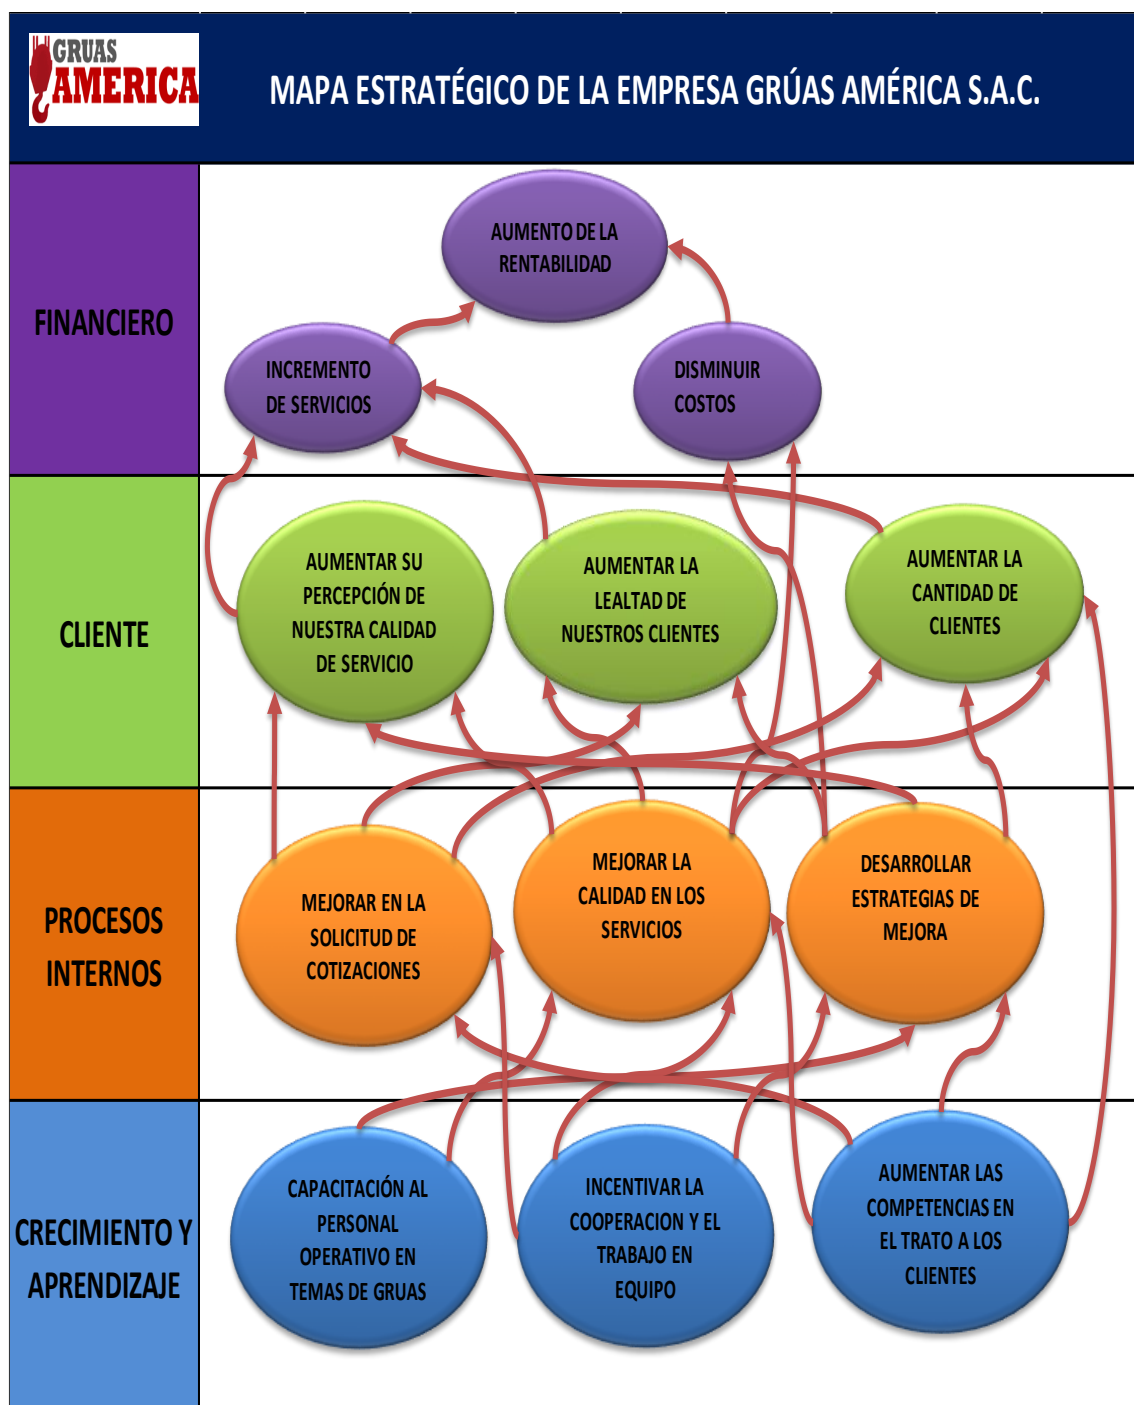 GRUAS
AMERICA
MAPA ESTRATÉGICO DE LA EMPRESA GRÚAS AMÉRICA S.A.C.
FINANCIERO
AUMENTO DE LA
RENTABILIDAD
INCREMENTO
DE SERVICIOS
DISMINUIR
COSTOS
CLIENTE
AUMENTAR SU
PERCEPCIÓN DE
NUESTRA CALIDAD
DE SERVICIO
AUMENTAR LA
LEALTAD DE
NUESTROS CLIENTES
AUMENTAR LA
CANTIDAD DE
CLIENTES
PROCESOS
INTERNOS
MEJORAR EN LA
SOLICITUD DE
COTIZACIONES
MEJORAR LA
CALIDAD EN LOS
SERVICIOS
DESARROLLAR
ESTRATEGIAS DE
MEJORA
CRECIMIENTO Y
APRENDIZAJE
CAPACITACIÓN AL
PERSONAL
OPERATIVO EN
TEMAS DE GRUAS
INCENTIVAR LA
COOPERACION Y EL
TRABAJO EN
EQUIPO
AUMENTAR LAS
COMPETENCIAS EN
EL TRATO A LOS
CLIENTES